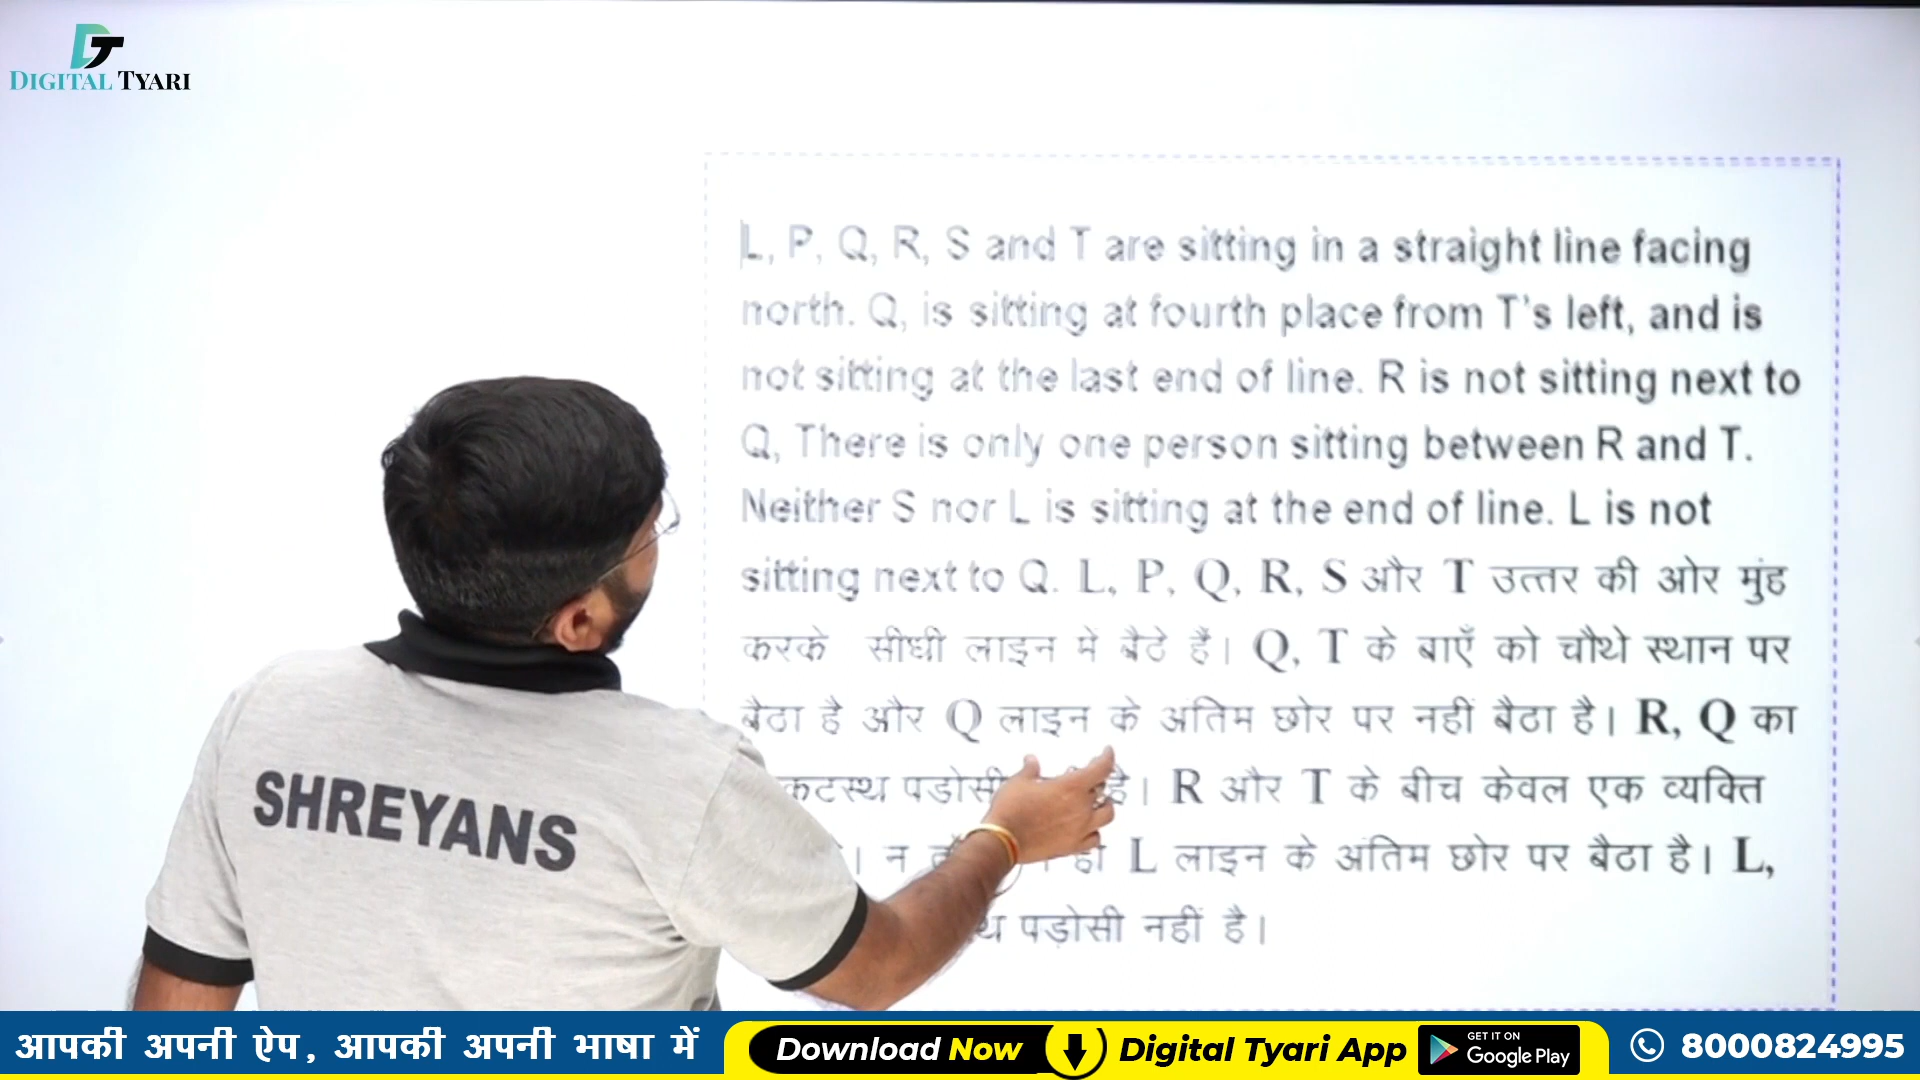 DT
DIGITAL TYARI
L, P, Q, R, S and T are sitting in a straight line facing
north. Q, is sitting at fourth place from T's left, and is
not sitting at the last end of line. R is not sitting next to
Q, There is only one person sitting between R and T.
Neither S nor L is sitting at the end of line. L is not
sitting next to Q. L, P, Q, R, S और T उत्तर की ओर मुंह
करके सीधी लाइन में बैठे हैं। Q, T के बाएँ को चौथे स्थान पर
बैठा है और Q लाइन के अंतिम छोर पर नहीं बैठा है। R, Q का
पडोसी है। R और T के बीच केवल एक व्यक्ति
। न ही L लाइन के अंतिम छोर पर बैठा है। L,
पड़ोसी नहीं है।
SHREYANS
आपकी अपनी ऐप, आपकी अपनी भाषा में
Download Now
Digital Tyari App
GET IT ON
Google Play
8000824995